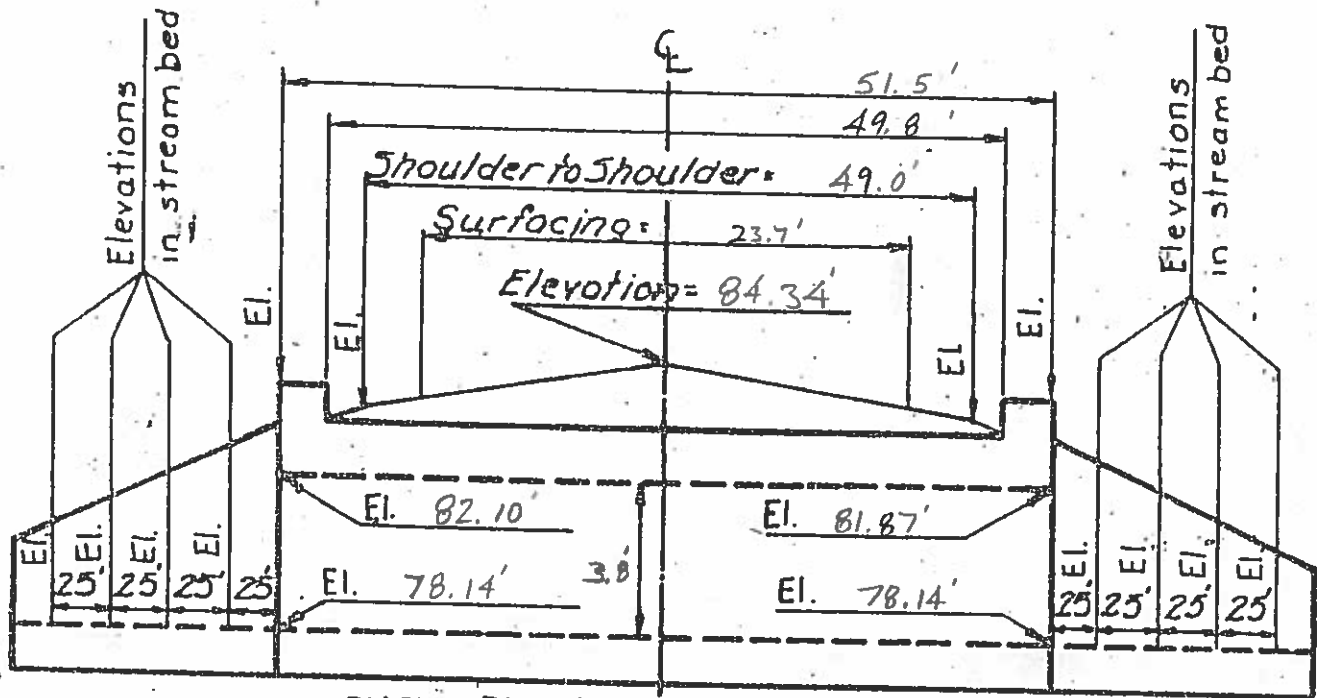 Elevations
in stream bed
℄
51.5'
49.8'
Shoulder to Shoulder= 49.0'
Surfacing= 23.7'
Elevation= 84.34'
Elevations
in stream bed
El.
El.
El.
El.
El. 82.10'
El. 81.87'
3.8'
El. 78.14'
El. 78.14'
El.
El.
El.
El.
25'
25'
25'
25'
El.
El.
El.
El.
25'
25'
25'
25'